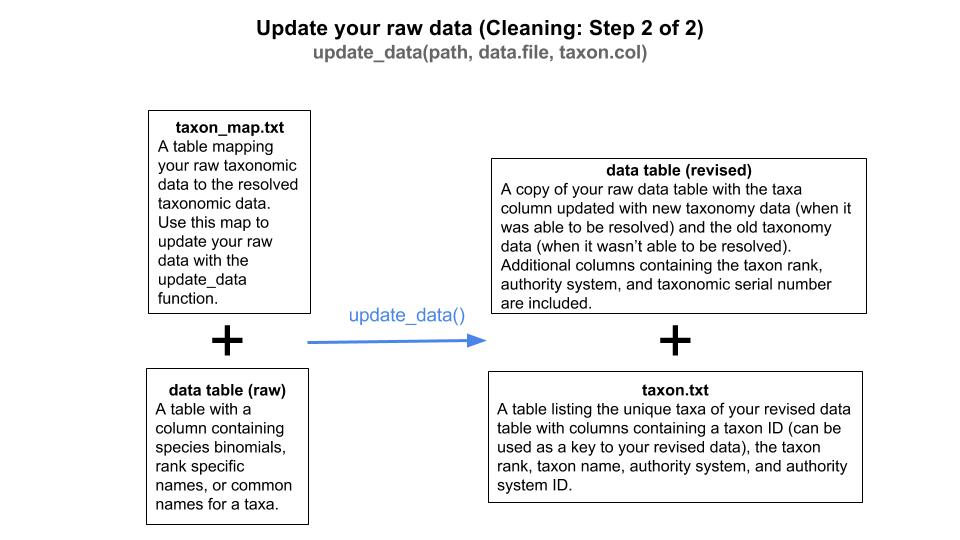 Update your raw data (Cleaning: Step 2 of 2)
update_data(path, data.file, taxon.col)
taxon_map.txt
A table mapping
your raw taxonomic
data to the resolved
taxonomic data.
Use this map to
update your raw
data with the
update_data
function.
+
data table (raw)
A table with a
column containing
species binomials,
rank specific
names, or common
names for a taxa.
update_data()
data table (revised)
A copy of your raw data table with the taxa
column updated with new taxonomy data (when it
was able to be resolved) and the old taxonomy
data (when it wasn't able to be resolved).
Additional columns containing the taxon rank,
authority system, and taxonomic serial number
are included.
+
taxon.txt
A table listing the unique taxa of your revised data
table with columns containing a taxon ID (can be
used as a key to your revised data), the taxon
rank, taxon name, authority system, and authority
system ID.